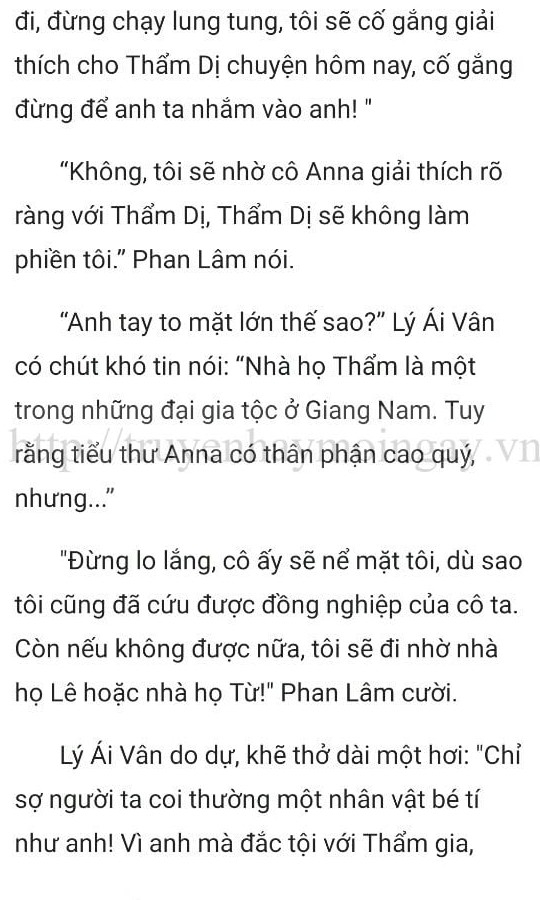 đi, đừng chạy lung tung, tôi sẽ cố gắng giải
thích cho Thẩm Dị chuyện hôm nay, cố gắng
đừng để anh ta nhắm vào anh! "
“Không, tôi sẽ nhờ cô Anna giải thích rõ
ràng với Thẩm Dị, Thẩm Dị sẽ không làm
phiền tôi.” Phan Lâm nói.
“Anh tay to mặt lớn thế sao?” Lý Ái Vân
có chút khó tin nói: “Nhà họ Thẩm là một
trong những đại gia tộc ở Giang Nam. Tuy
http://truyenhaymoingay.vn
rằng tiểu thư Anna có thân phận cao quý,
nhưng...”
"Đừng lo lắng, cô ấy sẽ nể mặt tôi, dù sao
tôi cũng đã cứu được đồng nghiệp của cô ta.
Còn nếu không được nữa, tôi sẽ đi nhờ nhà
họ Lê hoặc nhà họ Từ!" Phan Lâm cười.
Lý Ái Vân do dự, khẽ thở dài một hơi: "Chỉ
sợ người ta coi thường một nhân vật bé tí
như anh! Vì anh mà đắc tội với Thẩm gia,